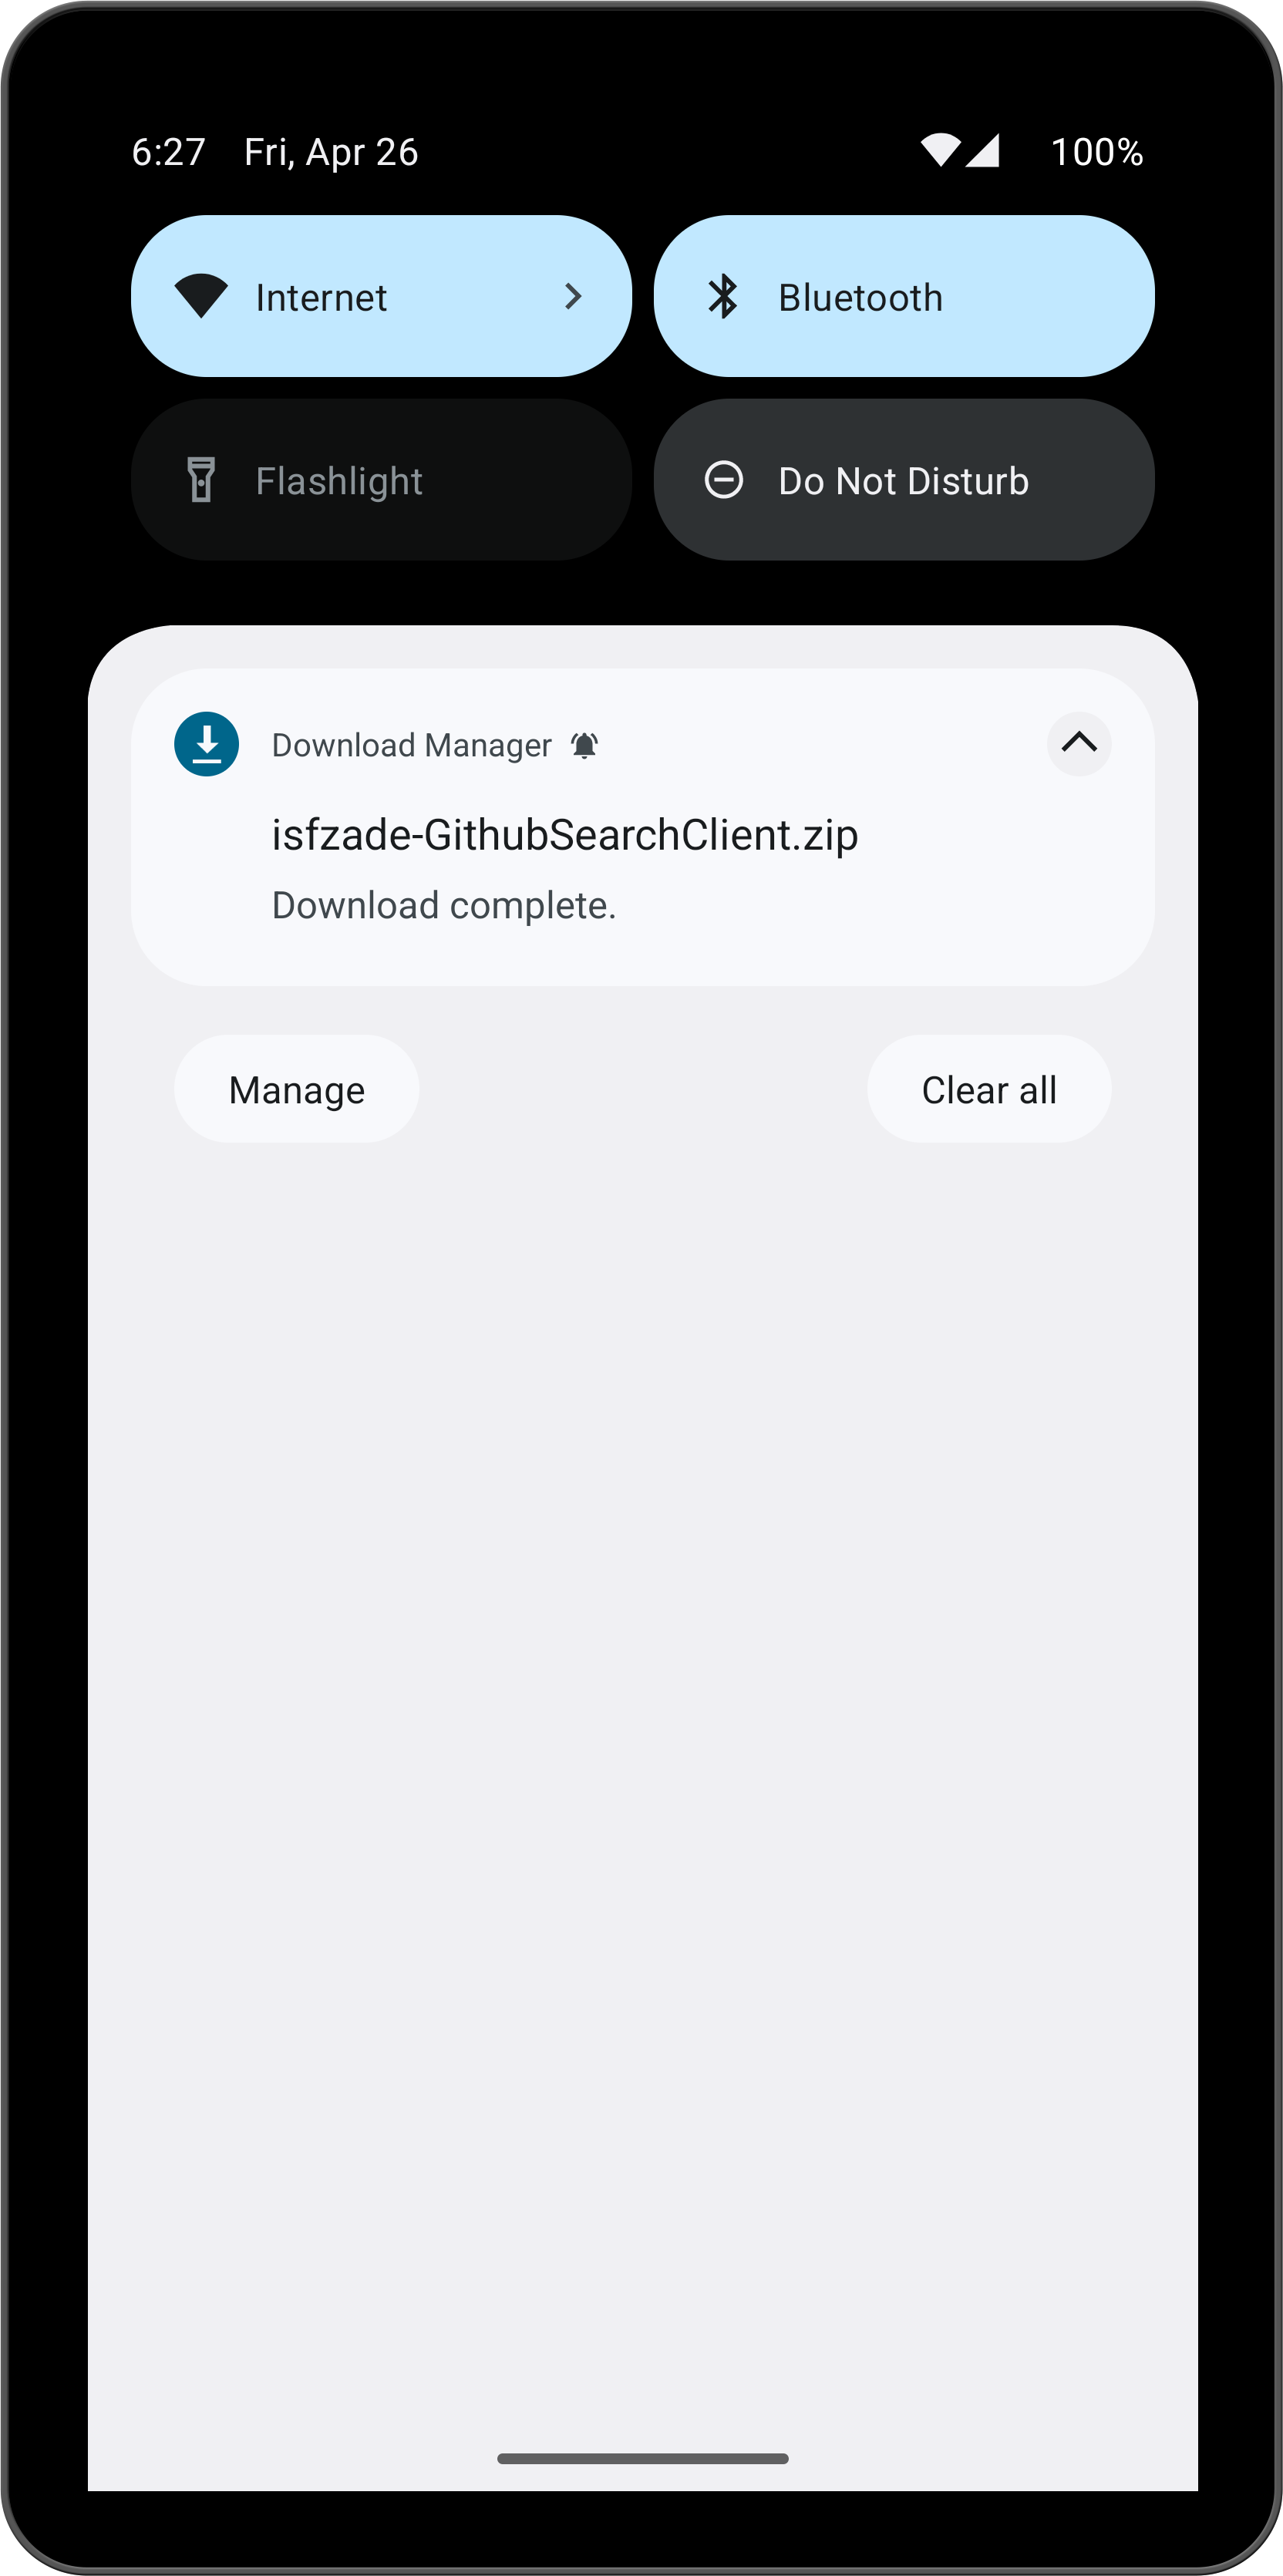 6:27 Fri, Apr 26 100%
Internet Bluetooth
Flashlight Do Not Disturb
Download Manager
isfzade-GithubSearchClient.zip
Download complete.
Manage Clear all